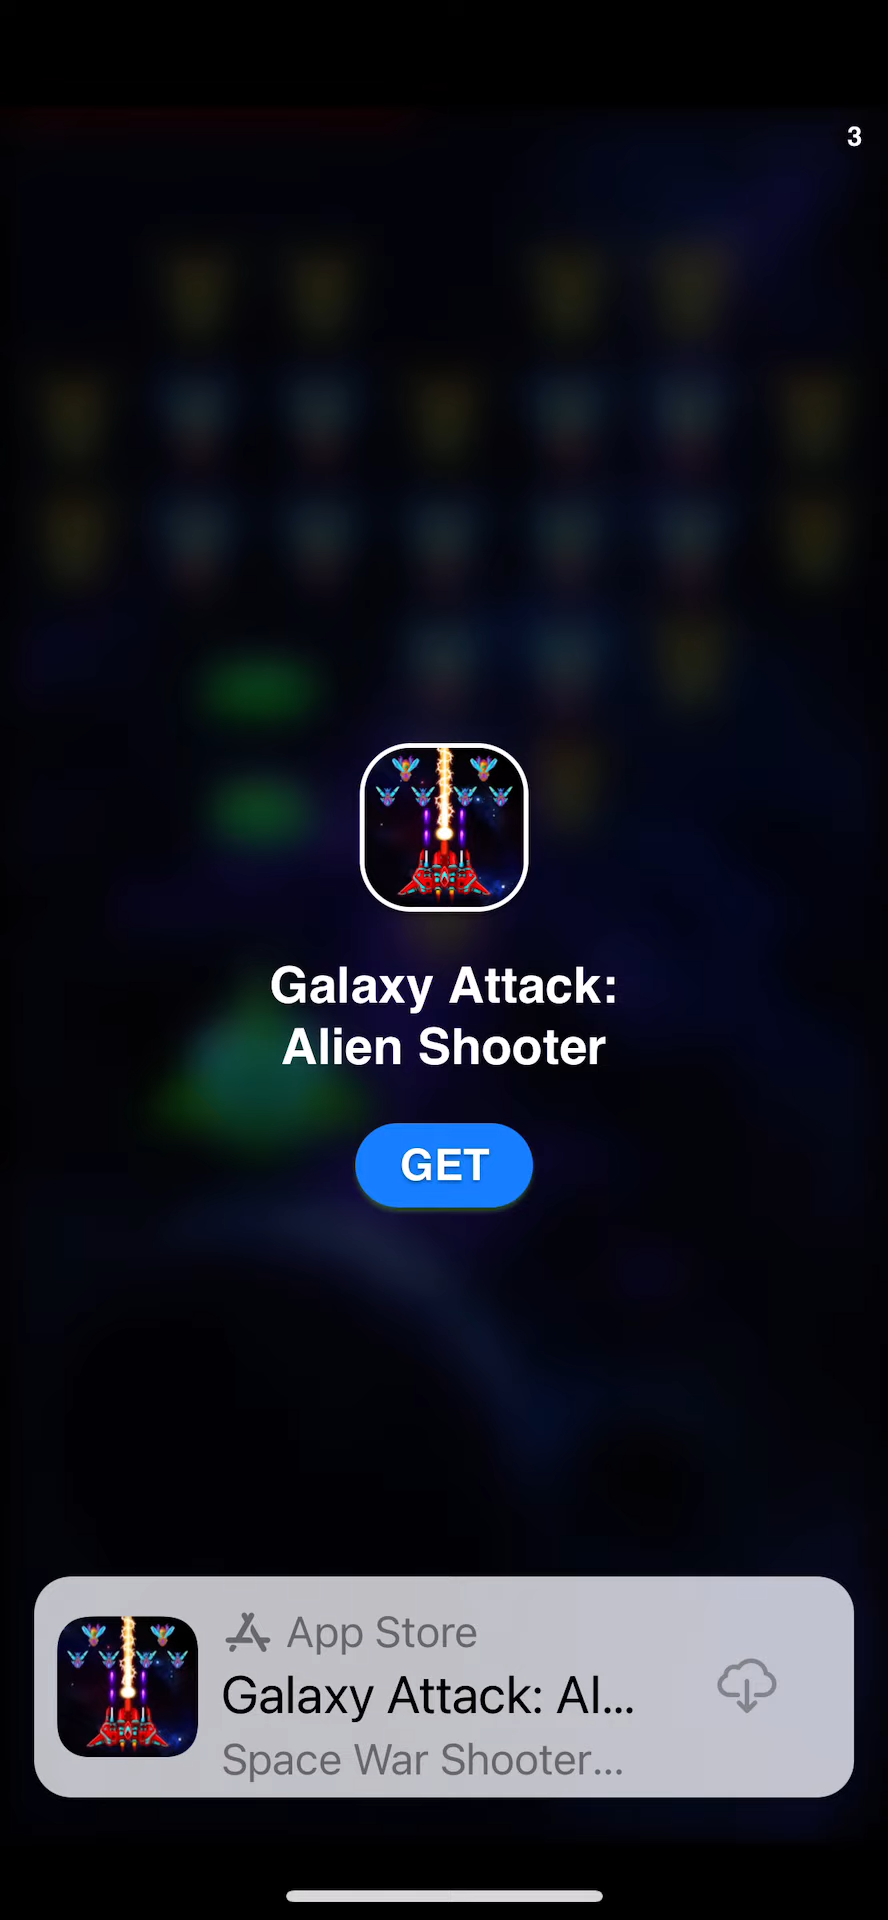 3
Galaxy Attack:
Alien Shooter
GET
App Store
Galaxy Attack: Al...
Space War Shooter...